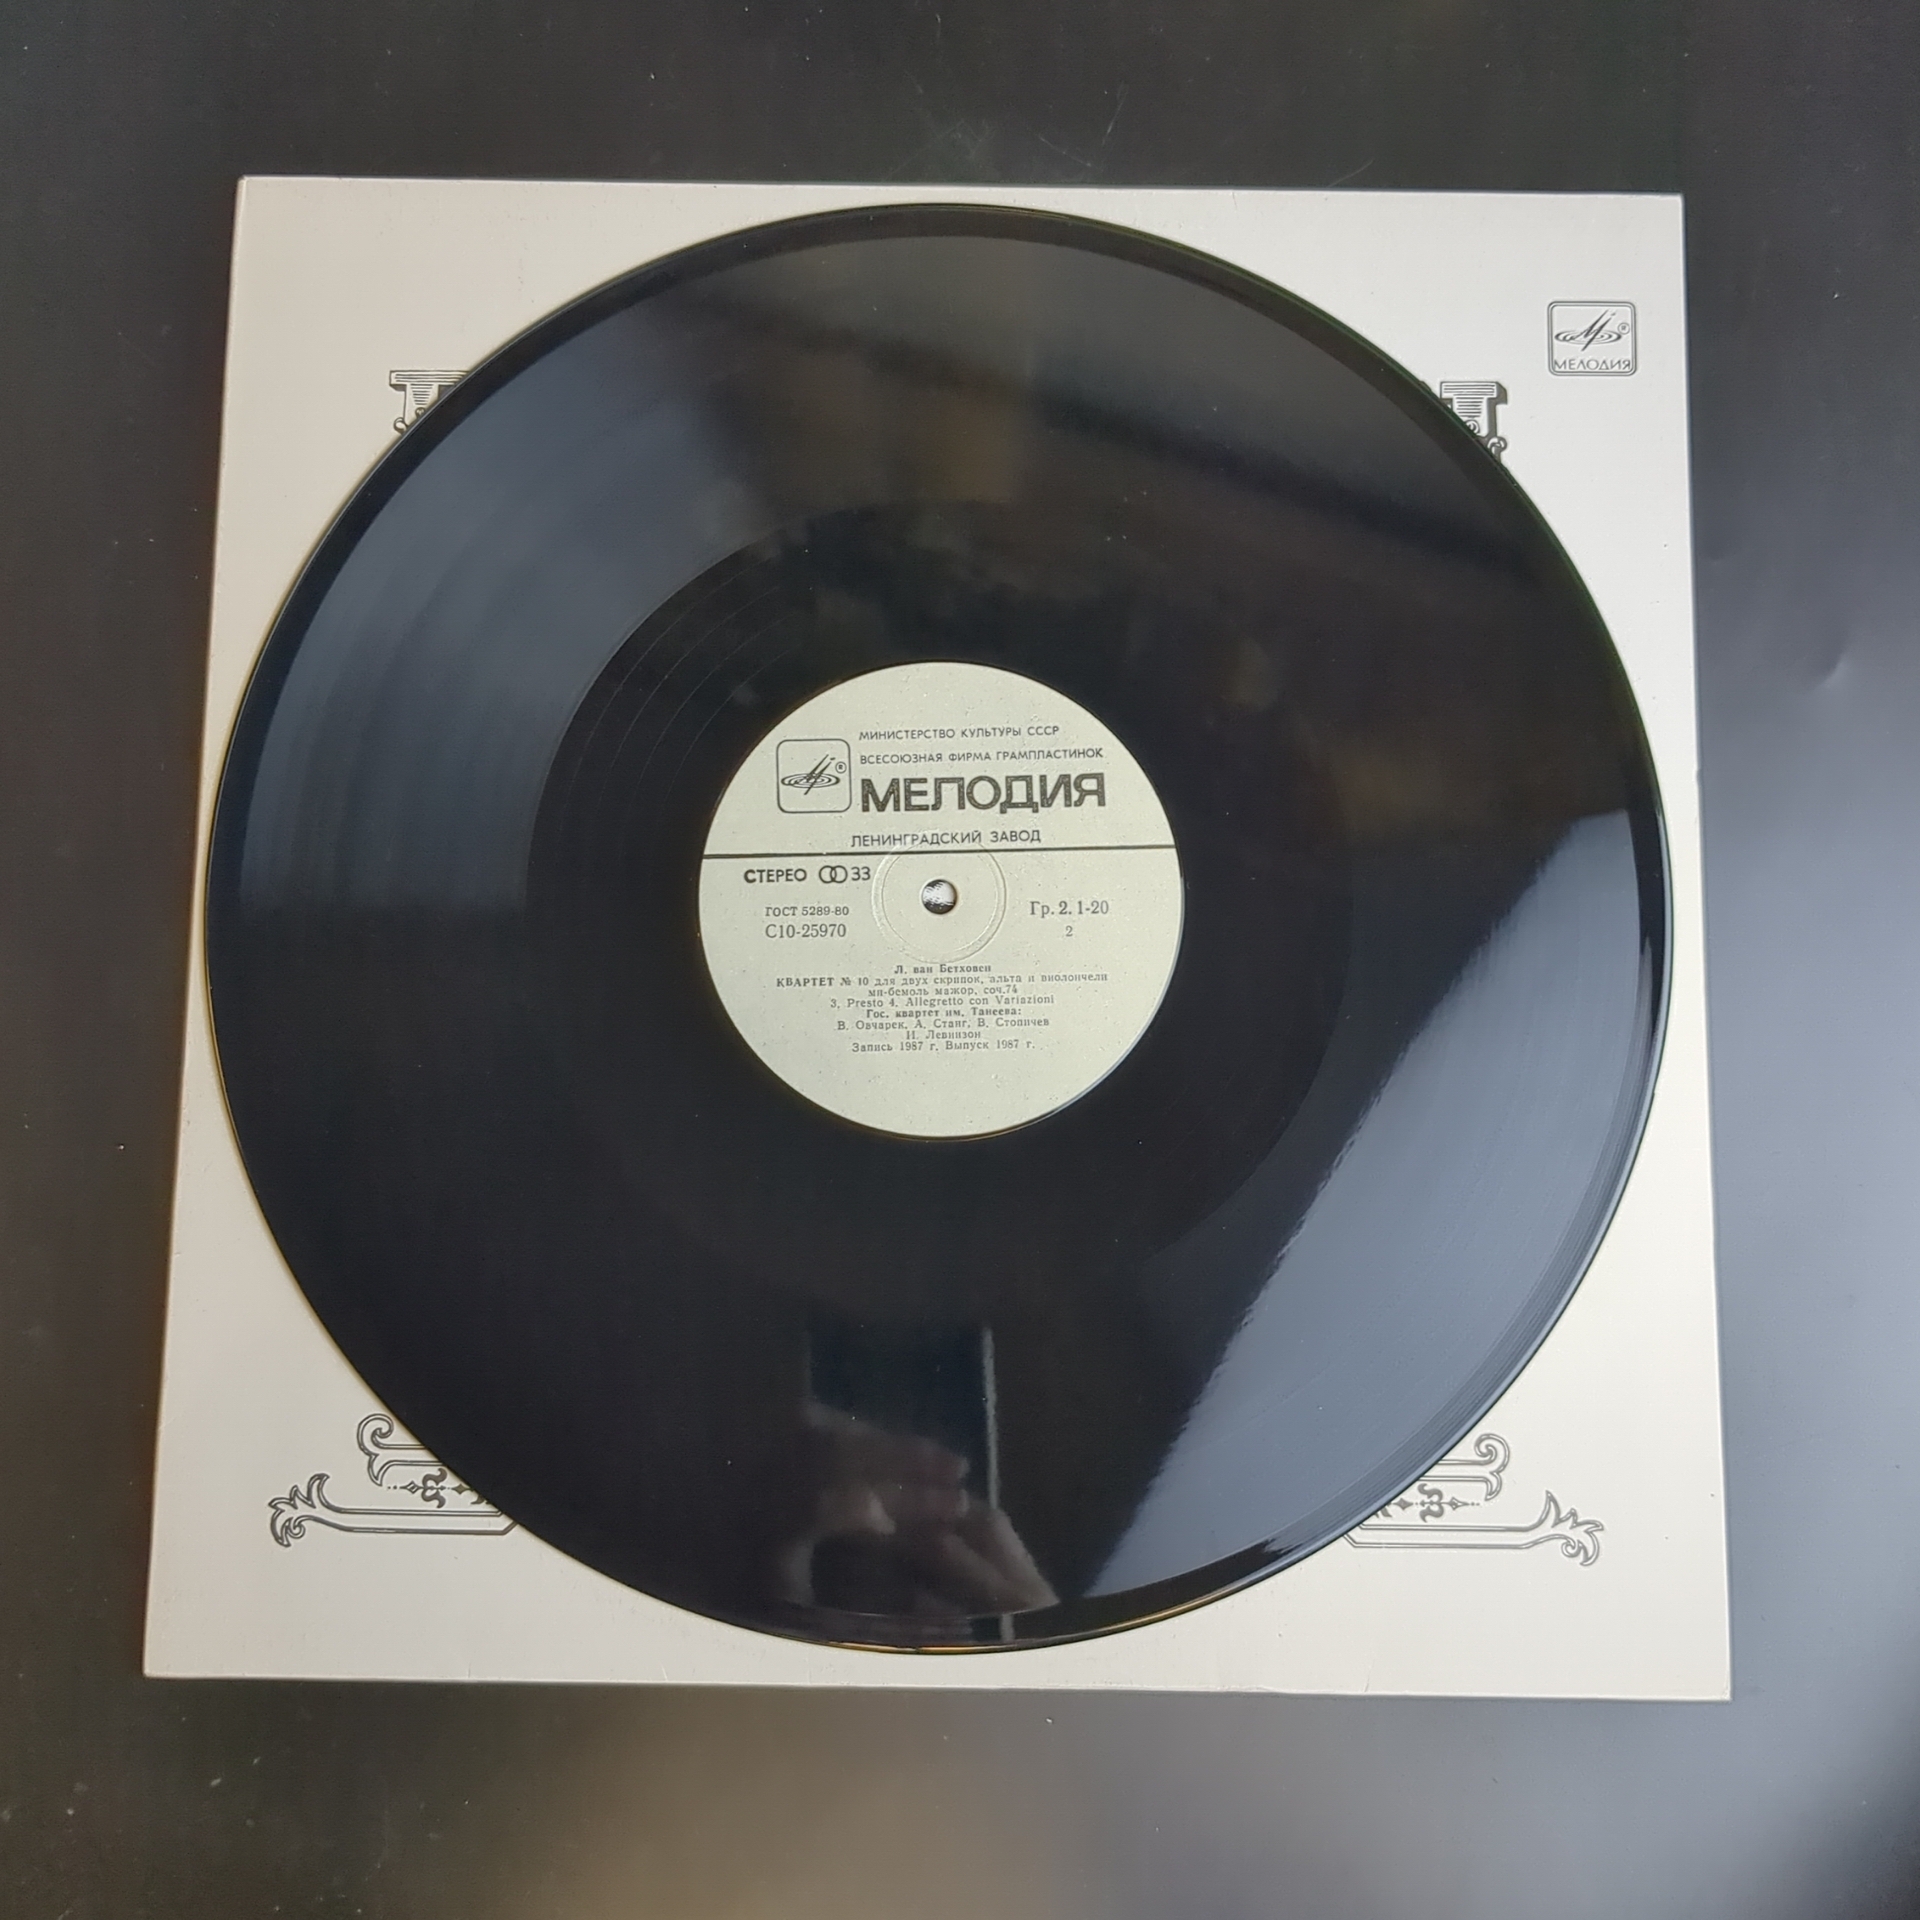 МЕЛОДИЯ
МИНИСТЕРСТВО КУЛЬТУРЫ СССР
ВСЕСОЮЗНАЯ ФИРМА ГРАМПЛАСТИНОК
МЕЛОДИЯ
ЛЕНИНГРАДСКИЙ ЗАВОД
СТЕРЕО 33
ГОСТ 5289-80
С10-25970
Гр. 2. 1-20
2
Л. ван Бетховен
КВАРТЕТ № 10 для двух скрипок, альта и виолончели
ми-бемоль мажор, соч.74
3. Presto 4. Allegretto con Variazioni
Гос. квартет им. Танеева:
В. Овчарек, А. Станг, В. Стопичев
И. Левинзон
Запись 1987 г. Выпуск 1987 г.